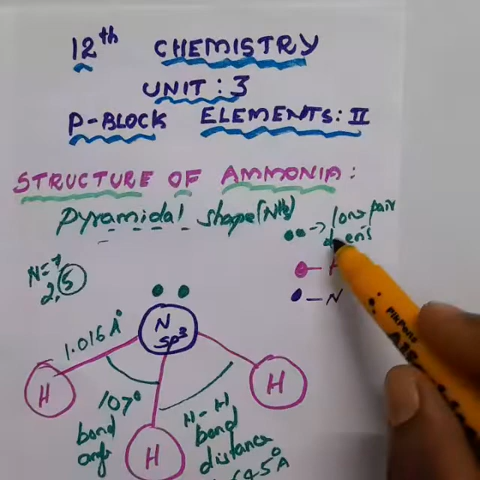 12th CHEMISTRY
UNIT : 3
P-BLOCK ELEMENTS: II
STRUCTURE OF AMMONIA:
Pyramidal shape (NH3)
lone pair
N=7
2,5
N
N
sp3
1.016 A°
H
H
H
107°
bond
H-H
bond
distance